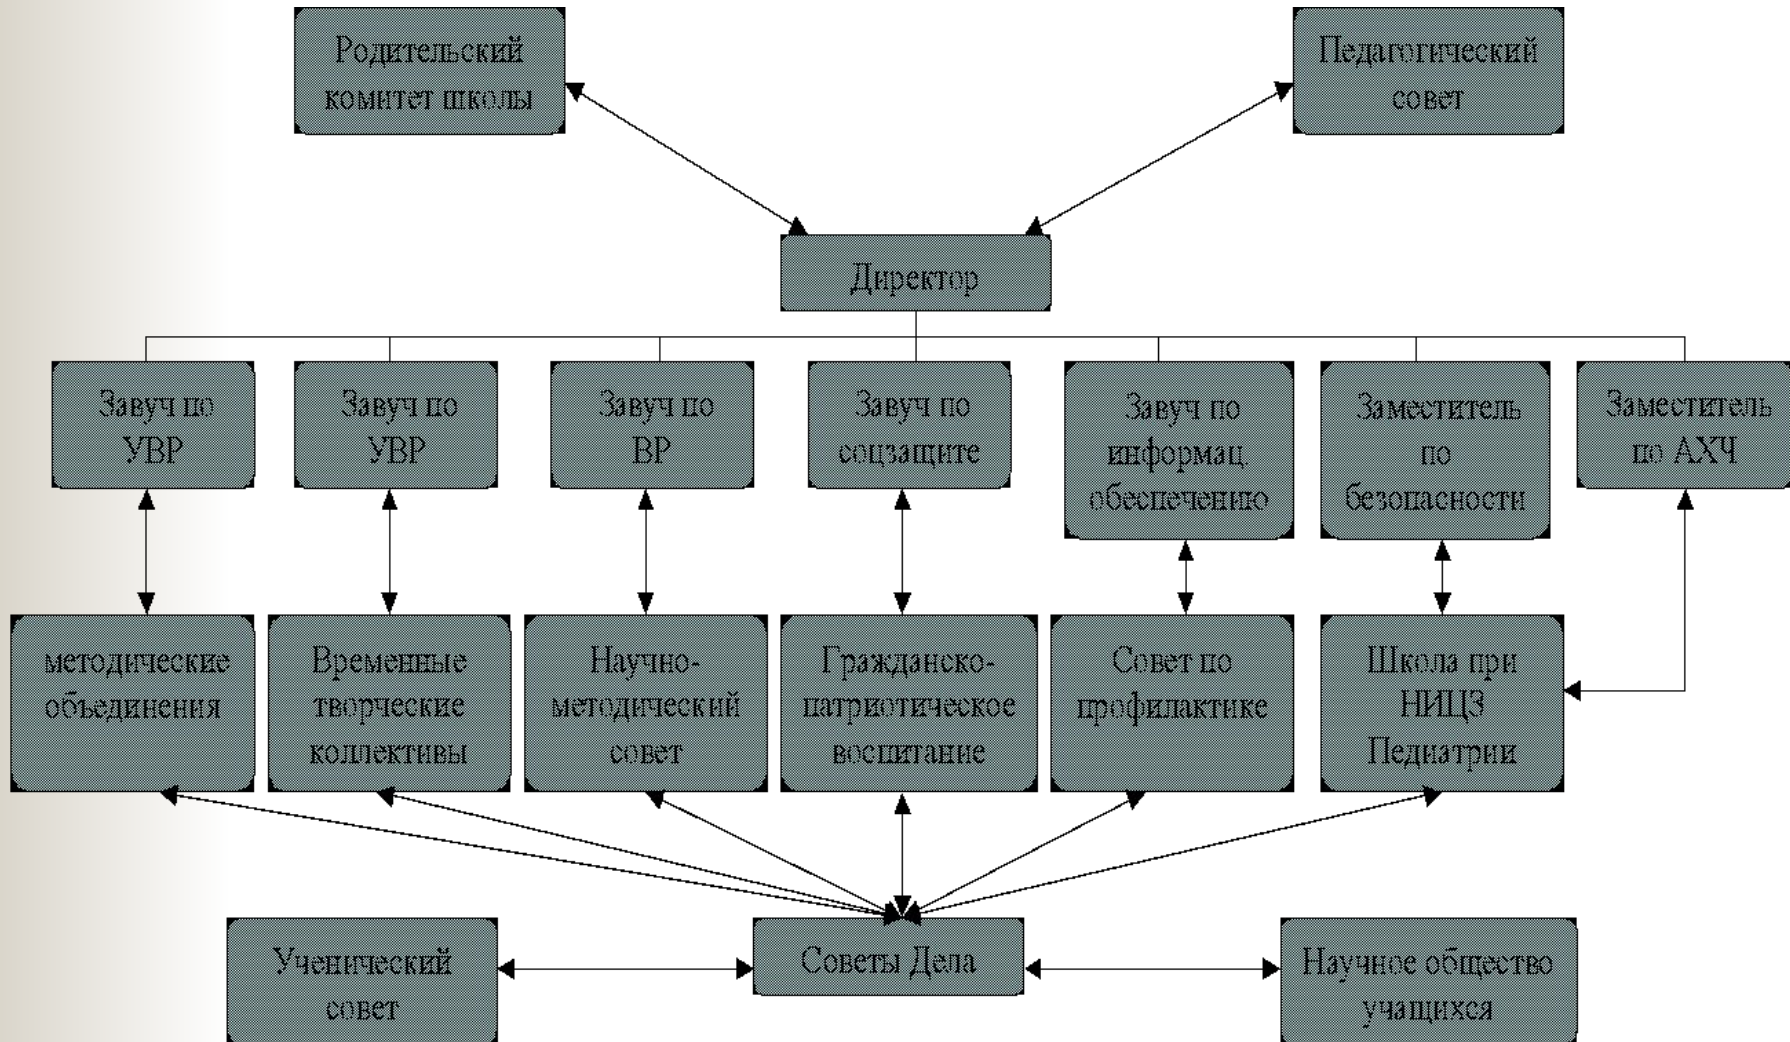 Родительский
комитет школы
Педагогический
совет
Директор
Завуч по
УВР
Завуч по
УВР
Завуч по
ВР
Завуч по
соцзащите
Завуч по
информац.
обеспечению
Заместитель
по
безопасности
Заместитель
по АХЧ
методические
объединения
Временные
творческие
коллективы
Научно-
методический
совет
Гражданско-
патриотическое
воспитание
Совет по
профилактике
Школа при
НИЦЗ
Педиатрии
Ученический
совет
Советы Дела
Научное общество
учащихся